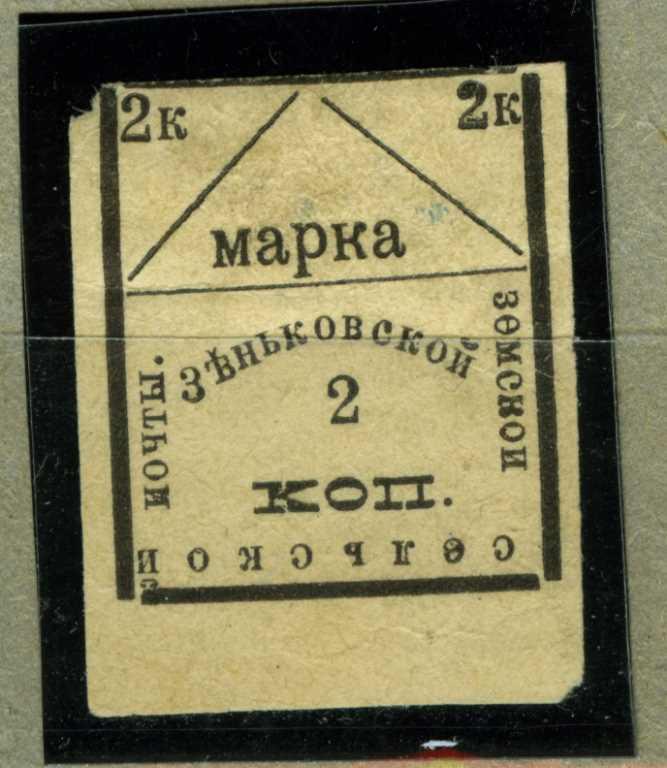 2к 2к
марка
Зѣньковской
земской
2
коп.
сельской
почты.